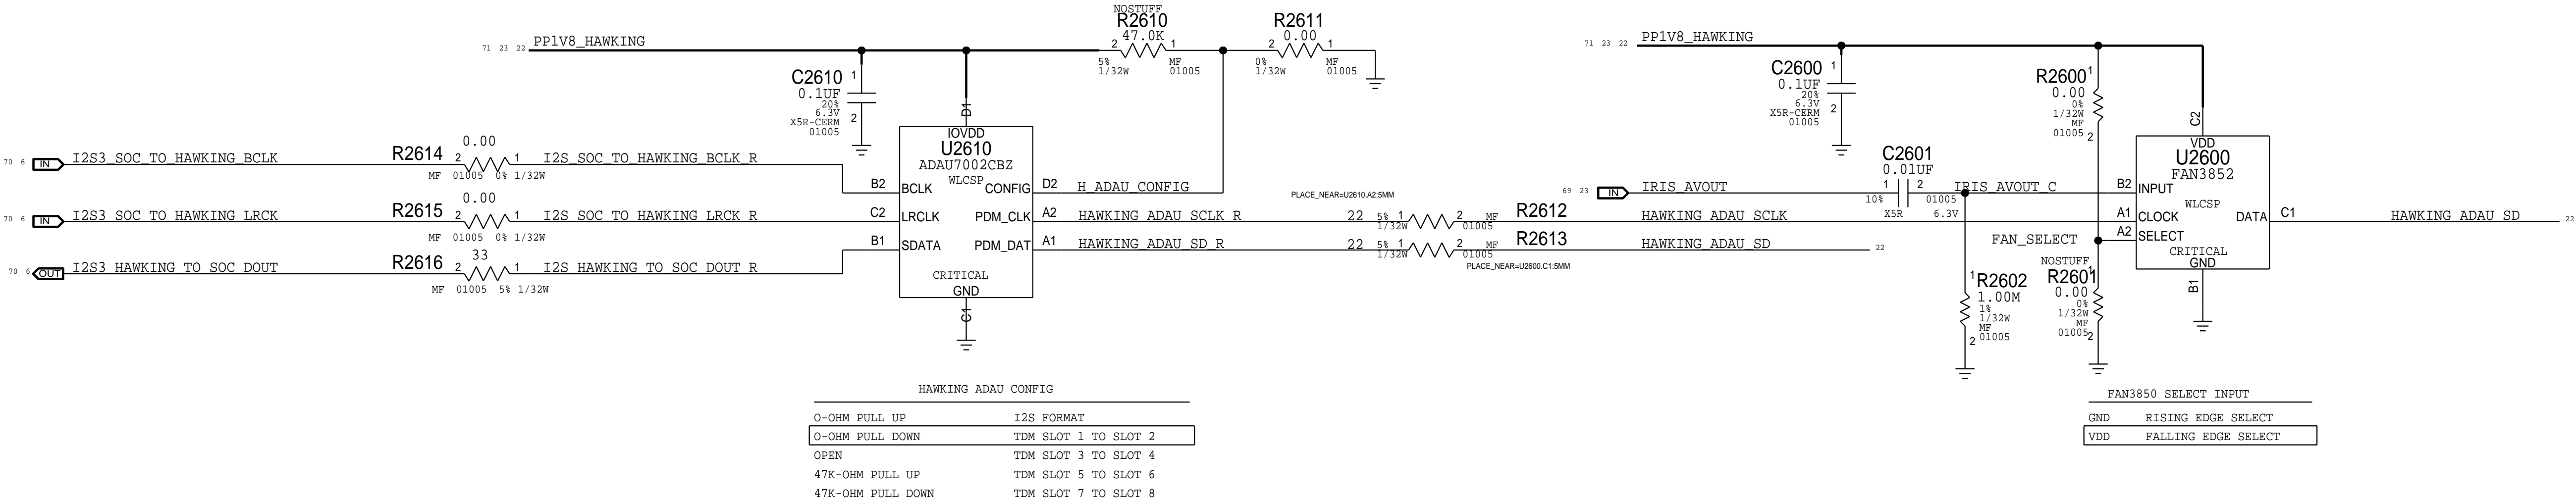 NOSTUFF
R2610
47.0K
2 1
5%
1/32W
MF
01005
R2611
0.00
2 1
0%
1/32W
MF
01005
71 23 22 PP1V8_HAWKING
C2610
0.1UF
20%
6.3V
X5R-CERM
01005
1
2
D1
IOVDD
U2610
ADAU7002CBZ
WLCSP
B2 BCLK
C2 LRCLK
B1 SDATA
CONFIG D2
PDM_CLK A2
PDM_DAT A1
CRITICAL
GND
C1
70 6 IN I2S3_SOC_TO_HAWKING_BCLK
R2614
0.00
2 1
MF 01005 0% 1/32W
I2S_SOC_TO_HAWKING_BCLK_R
70 6 IN I2S3_SOC_TO_HAWKING_LRCK
R2615
0.00
2 1
MF 01005 0% 1/32W
I2S_SOC_TO_HAWKING_LRCK_R
70 6 OUT I2S3_HAWKING_TO_SOC_DOUT
R2616
33
2 1
MF 01005 5% 1/32W
I2S_HAWKING_TO_SOC_DOUT_R
H_ADAU_CONFIG
HAWKING_ADAU_SCLK_R
HAWKING_ADAU_SD_R
PLACE_NEAR=U2610.A2:5MM
22 5% 1 2 MF R2612
1/32W 01005
HAWKING_ADAU_SCLK
22 5% 1 2 MF R2613
1/32W 01005
PLACE_NEAR=U2600.C1:5MM
HAWKING_ADAU_SD 22
71 23 22 PP1V8_HAWKING
C2600
0.1UF
20%
6.3V
X5R-CERM
01005
1
2
R2600
0.00
0%
1/32W
MF
01005
1
2
69 23 IN IRIS_AVOUT
C2601
0.01UF
1 2
10% 01005
X5R 6.3V
IRIS_AVOUT_C
C2
VDD
U2600
FAN3852
WLCSP
B2 INPUT
A1 CLOCK
A2 SELECT
DATA C1
CRITICAL
GND
B1
HAWKING_ADAU_SD 22
FAN_SELECT
NOSTUFF
R2601
0.00
0%
1/32W
MF
01005
1
2
R2602
1.00M
1%
1/32W
MF
01005
1
2
HAWKING ADAU CONFIG
O-OHM PULL UP I2S FORMAT
O-OHM PULL DOWN TDM SLOT 1 TO SLOT 2
OPEN TDM SLOT 3 TO SLOT 4
47K-OHM PULL UP TDM SLOT 5 TO SLOT 6
47K-OHM PULL DOWN TDM SLOT 7 TO SLOT 8
FAN3850 SELECT INPUT
GND RISING EDGE SELECT
VDD FALLING EDGE SELECT